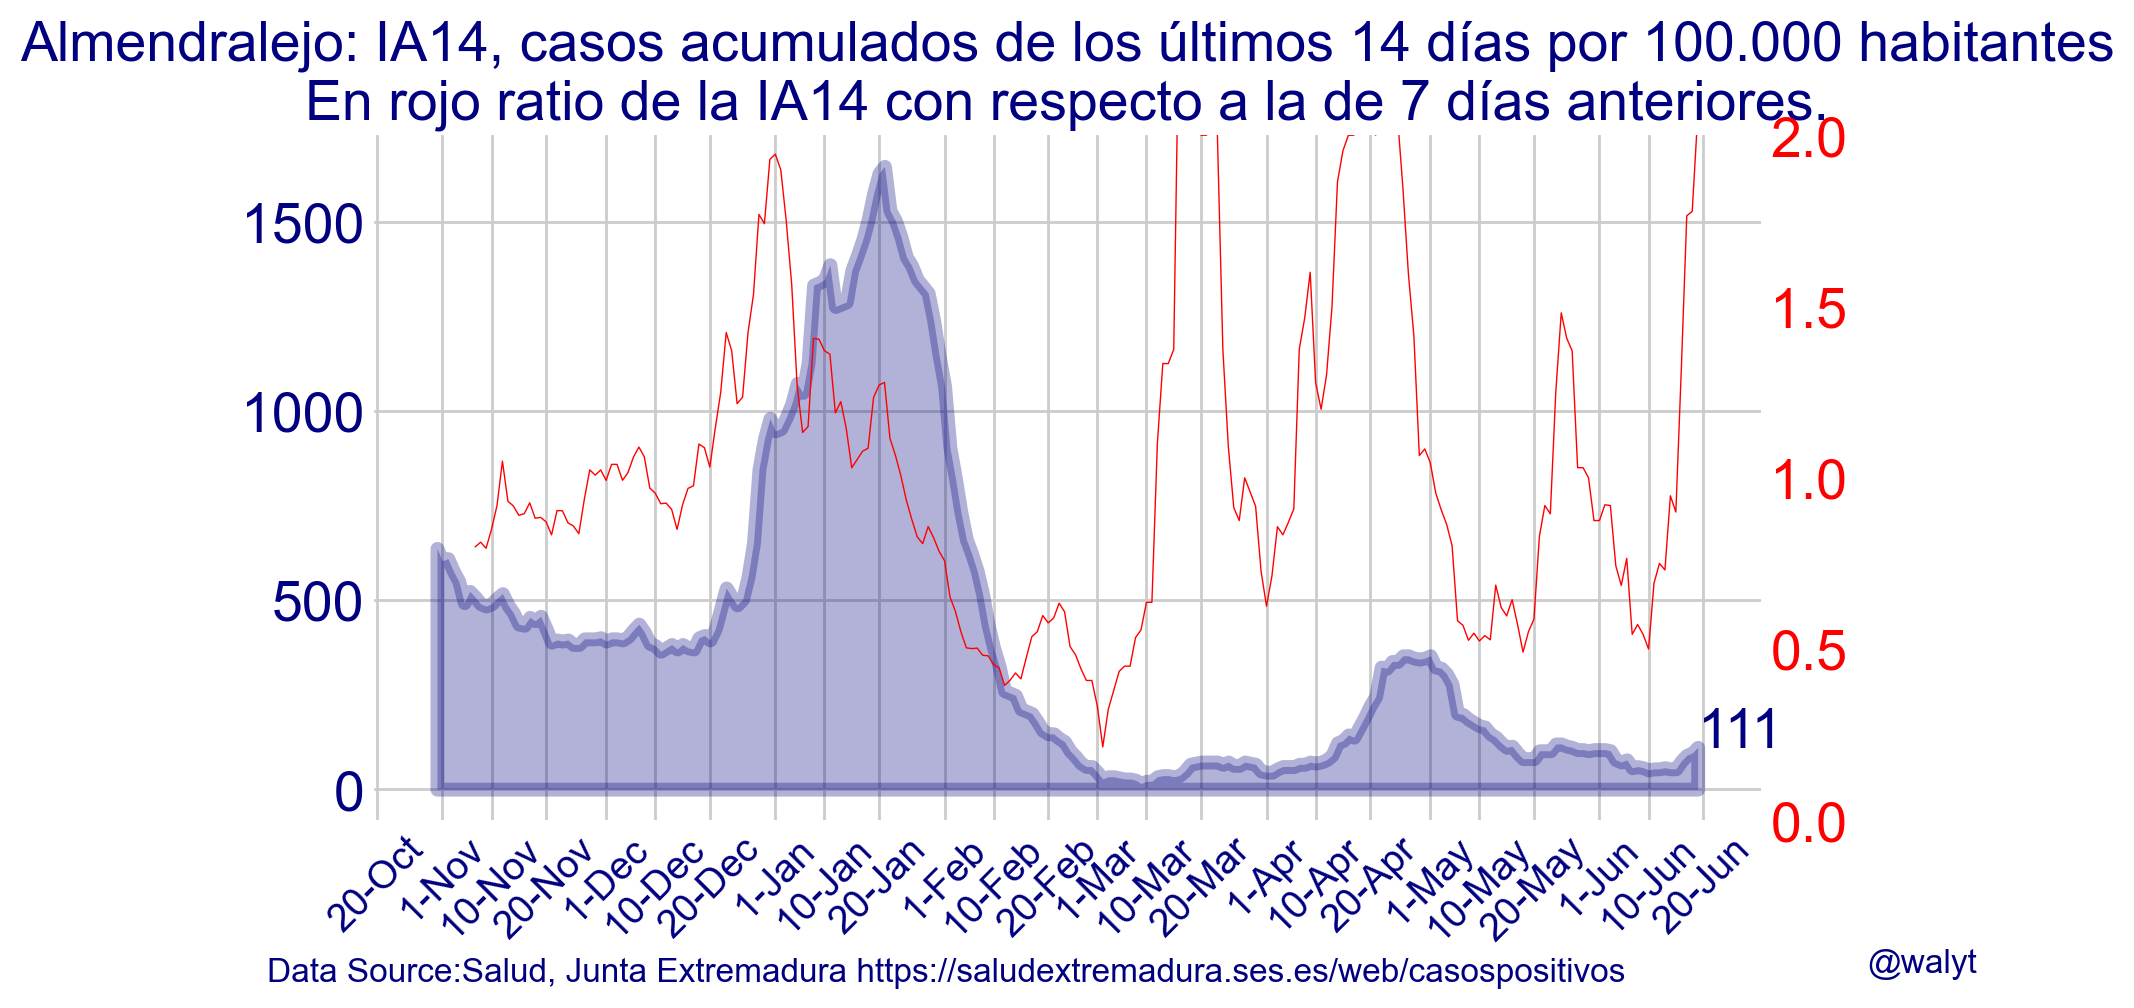 Almendralejo: IA14, casos acumulados de los últimos 14 días por 100.000 habitantes
En rojo ratio de la IA14 con respecto a la de 7 días anteriores.
2.0
1500
1.5
1000
1.0
500
0.5
111
0
0.0
20-Oct
1-Nov
10-Nov
20-Nov
1-Dec
10-Dec
20-Dec
1-Jan
10-Jan
20-Jan
1-Feb
10-Feb
20-Feb
1-Mar
10-Mar
20-Mar
1-Apr
10-Apr
20-Apr
1-May
10-May
20-May
1-Jun
10-Jun
20-Jun
Data Source:Salud, Junta Extremadura https://saludextremadura.ses.es/web/casospositivos
@walyt